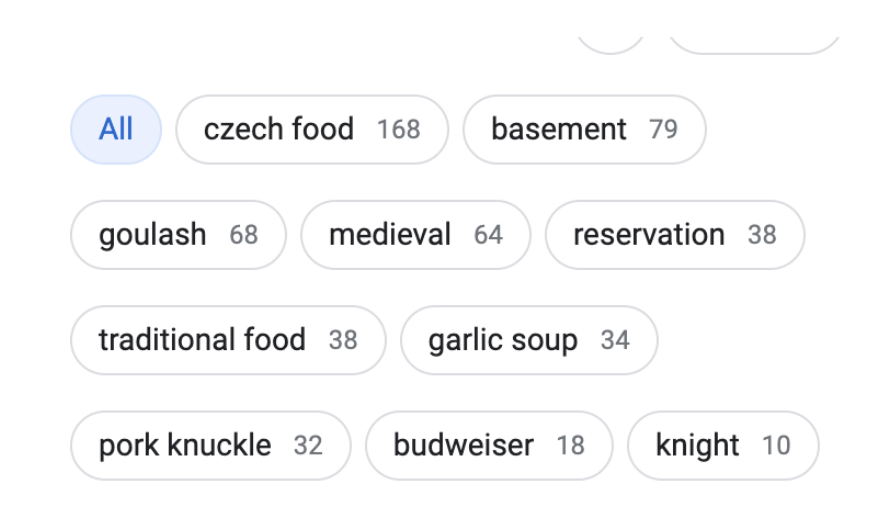 All czech food 168 basement 79
goulash 68 medieval 64 reservation 38
traditional food 38 garlic soup 34
pork knuckle 32 budweiser 18 knight 10